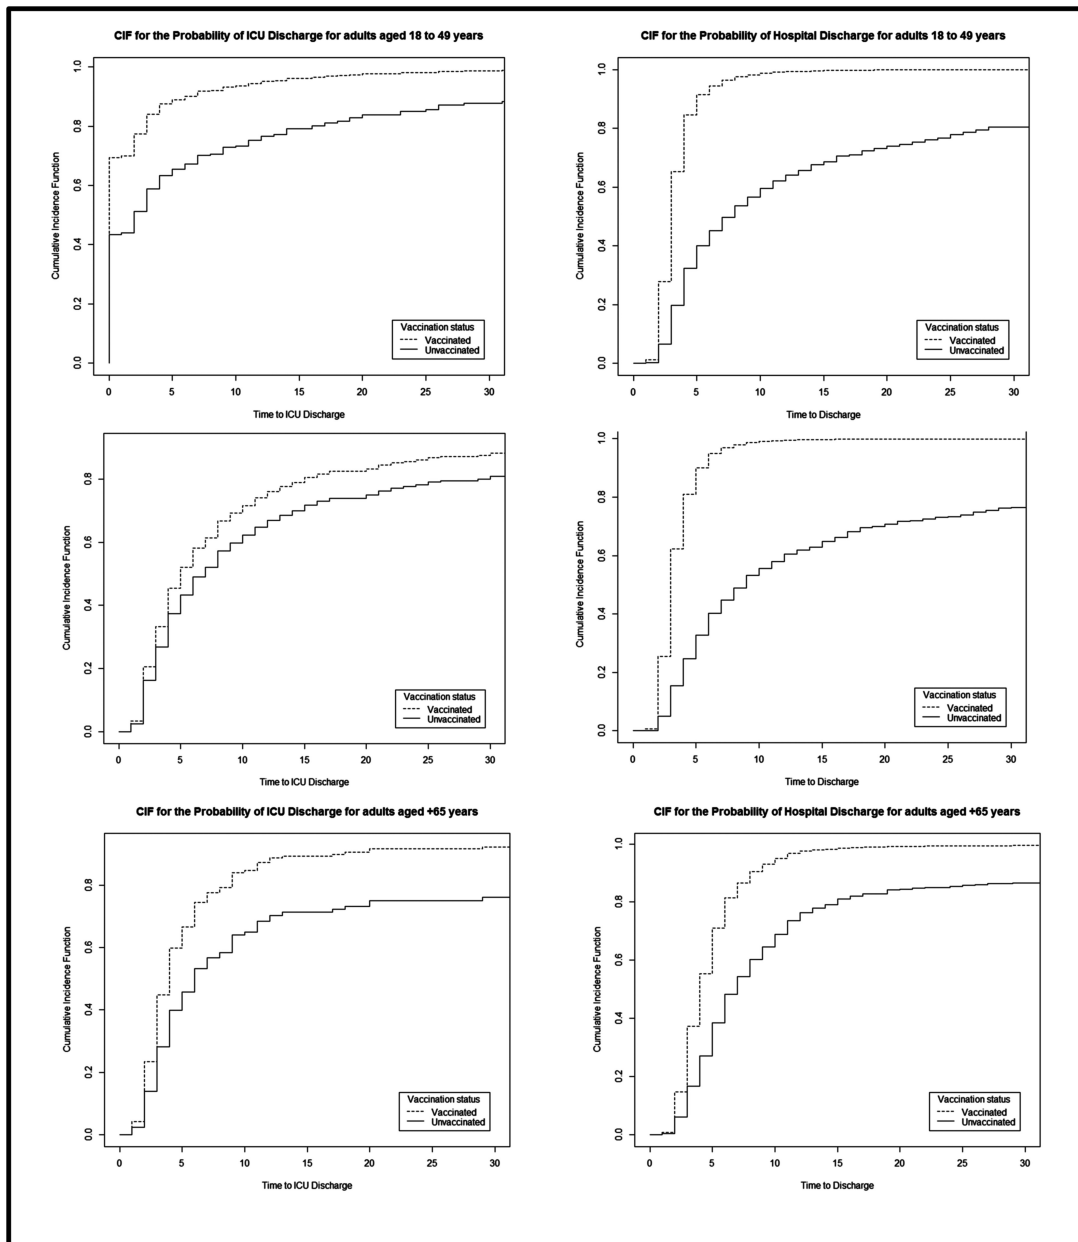 CIF for the Probability of ICU Discharge for adults aged 18 to 49 years
Cumulative Incidence Function
1.0
0.8
0.6
0.4
0.2
0.0
Vaccination status
Vaccinated
Unvaccinated
0 5 10 15 20 25 30
Time to ICU Discharge
CIF for the Probability of Hospital Discharge for adults 18 to 49 years
Cumulative Incidence Function
1.0
0.8
0.6
0.4
0.2
0.0
Vaccination status
Vaccinated
Unvaccinated
0 5 10 15 20 25 30
Time to Discharge
Cumulative Incidence Function
0.8
0.6
0.4
0.2
0.0
Vaccination status
Vaccinated
Unvaccinated
0 5 10 15 20 25 30
Time to ICU Discharge
Cumulative Incidence Function
1.0
0.8
0.6
0.4
0.2
0.0
Vaccination status
Vaccinated
Unvaccinated
0 5 10 15 20 25 30
Time to Discharge
CIF for the Probability of ICU Discharge for adults aged +65 years
Cumulative Incidence Function
0.8
0.6
0.4
0.2
0.0
Vaccination status
Vaccinated
Unvaccinated
0 5 10 15 20 25 30
Time to ICU Discharge
CIF for the Probability of Hospital Discharge for adults aged +65 years
Cumulative Incidence Function
1.0
0.8
0.6
0.4
0.2
0.0
Vaccination status
Vaccinated
Unvaccinated
0 5 10 15 20 25 30
Time to Discharge